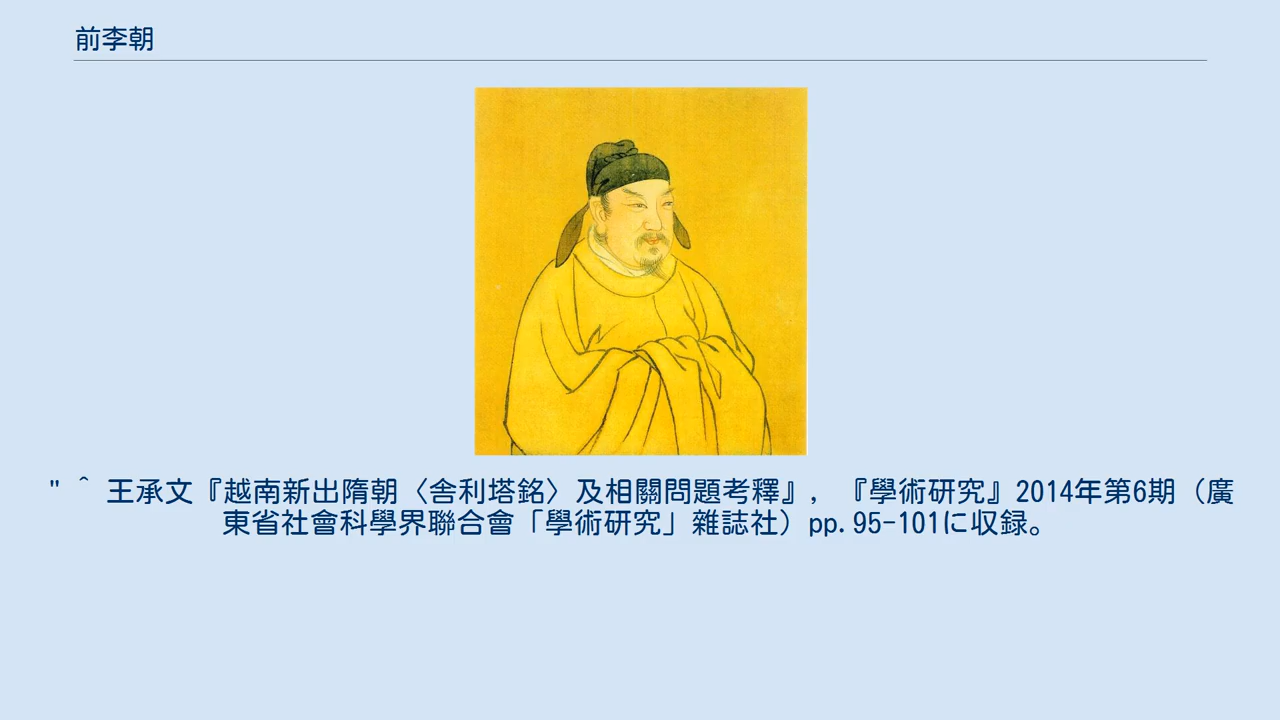 前李朝
" ^ 王承文『越南新出隋朝〈舎利塔銘〉及相關問題考釋』, 『學術研究』2014年第6期（廣
東省社會科學界聯合會「學術研究」雜誌社）pp.95-101に収録。